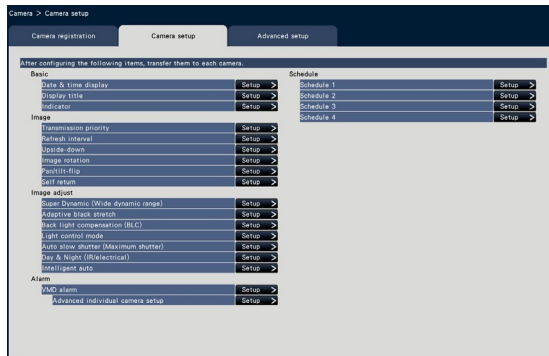 Camera > Camera setup
Camera registration
Camera setup
Advanced setup
After configuring the following items, transfer them to each camera.
Basic
Date & time display Setup >
Display title Setup >
Indicator Setup >
Image
Transmission priority Setup >
Refresh interval Setup >
Upside-down Setup >
Image rotation Setup >
Pan/tilt-flip Setup >
Self return Setup >
Image adjust
Super Dynamic (Wide dynamic range) Setup >
Adaptive black stretch Setup >
Back light compensation (BLC) Setup >
Light control mode Setup >
Auto slow shutter (Maximum shutter) Setup >
Day & Night (IR/electrical) Setup >
Intelligent auto Setup >
Alarm
VMD alarm Setup >
Advanced individual camera setup Setup >
Schedule
Schedule 1 Setup >
Schedule 2 Setup >
Schedule 3 Setup >
Schedule 4 Setup >